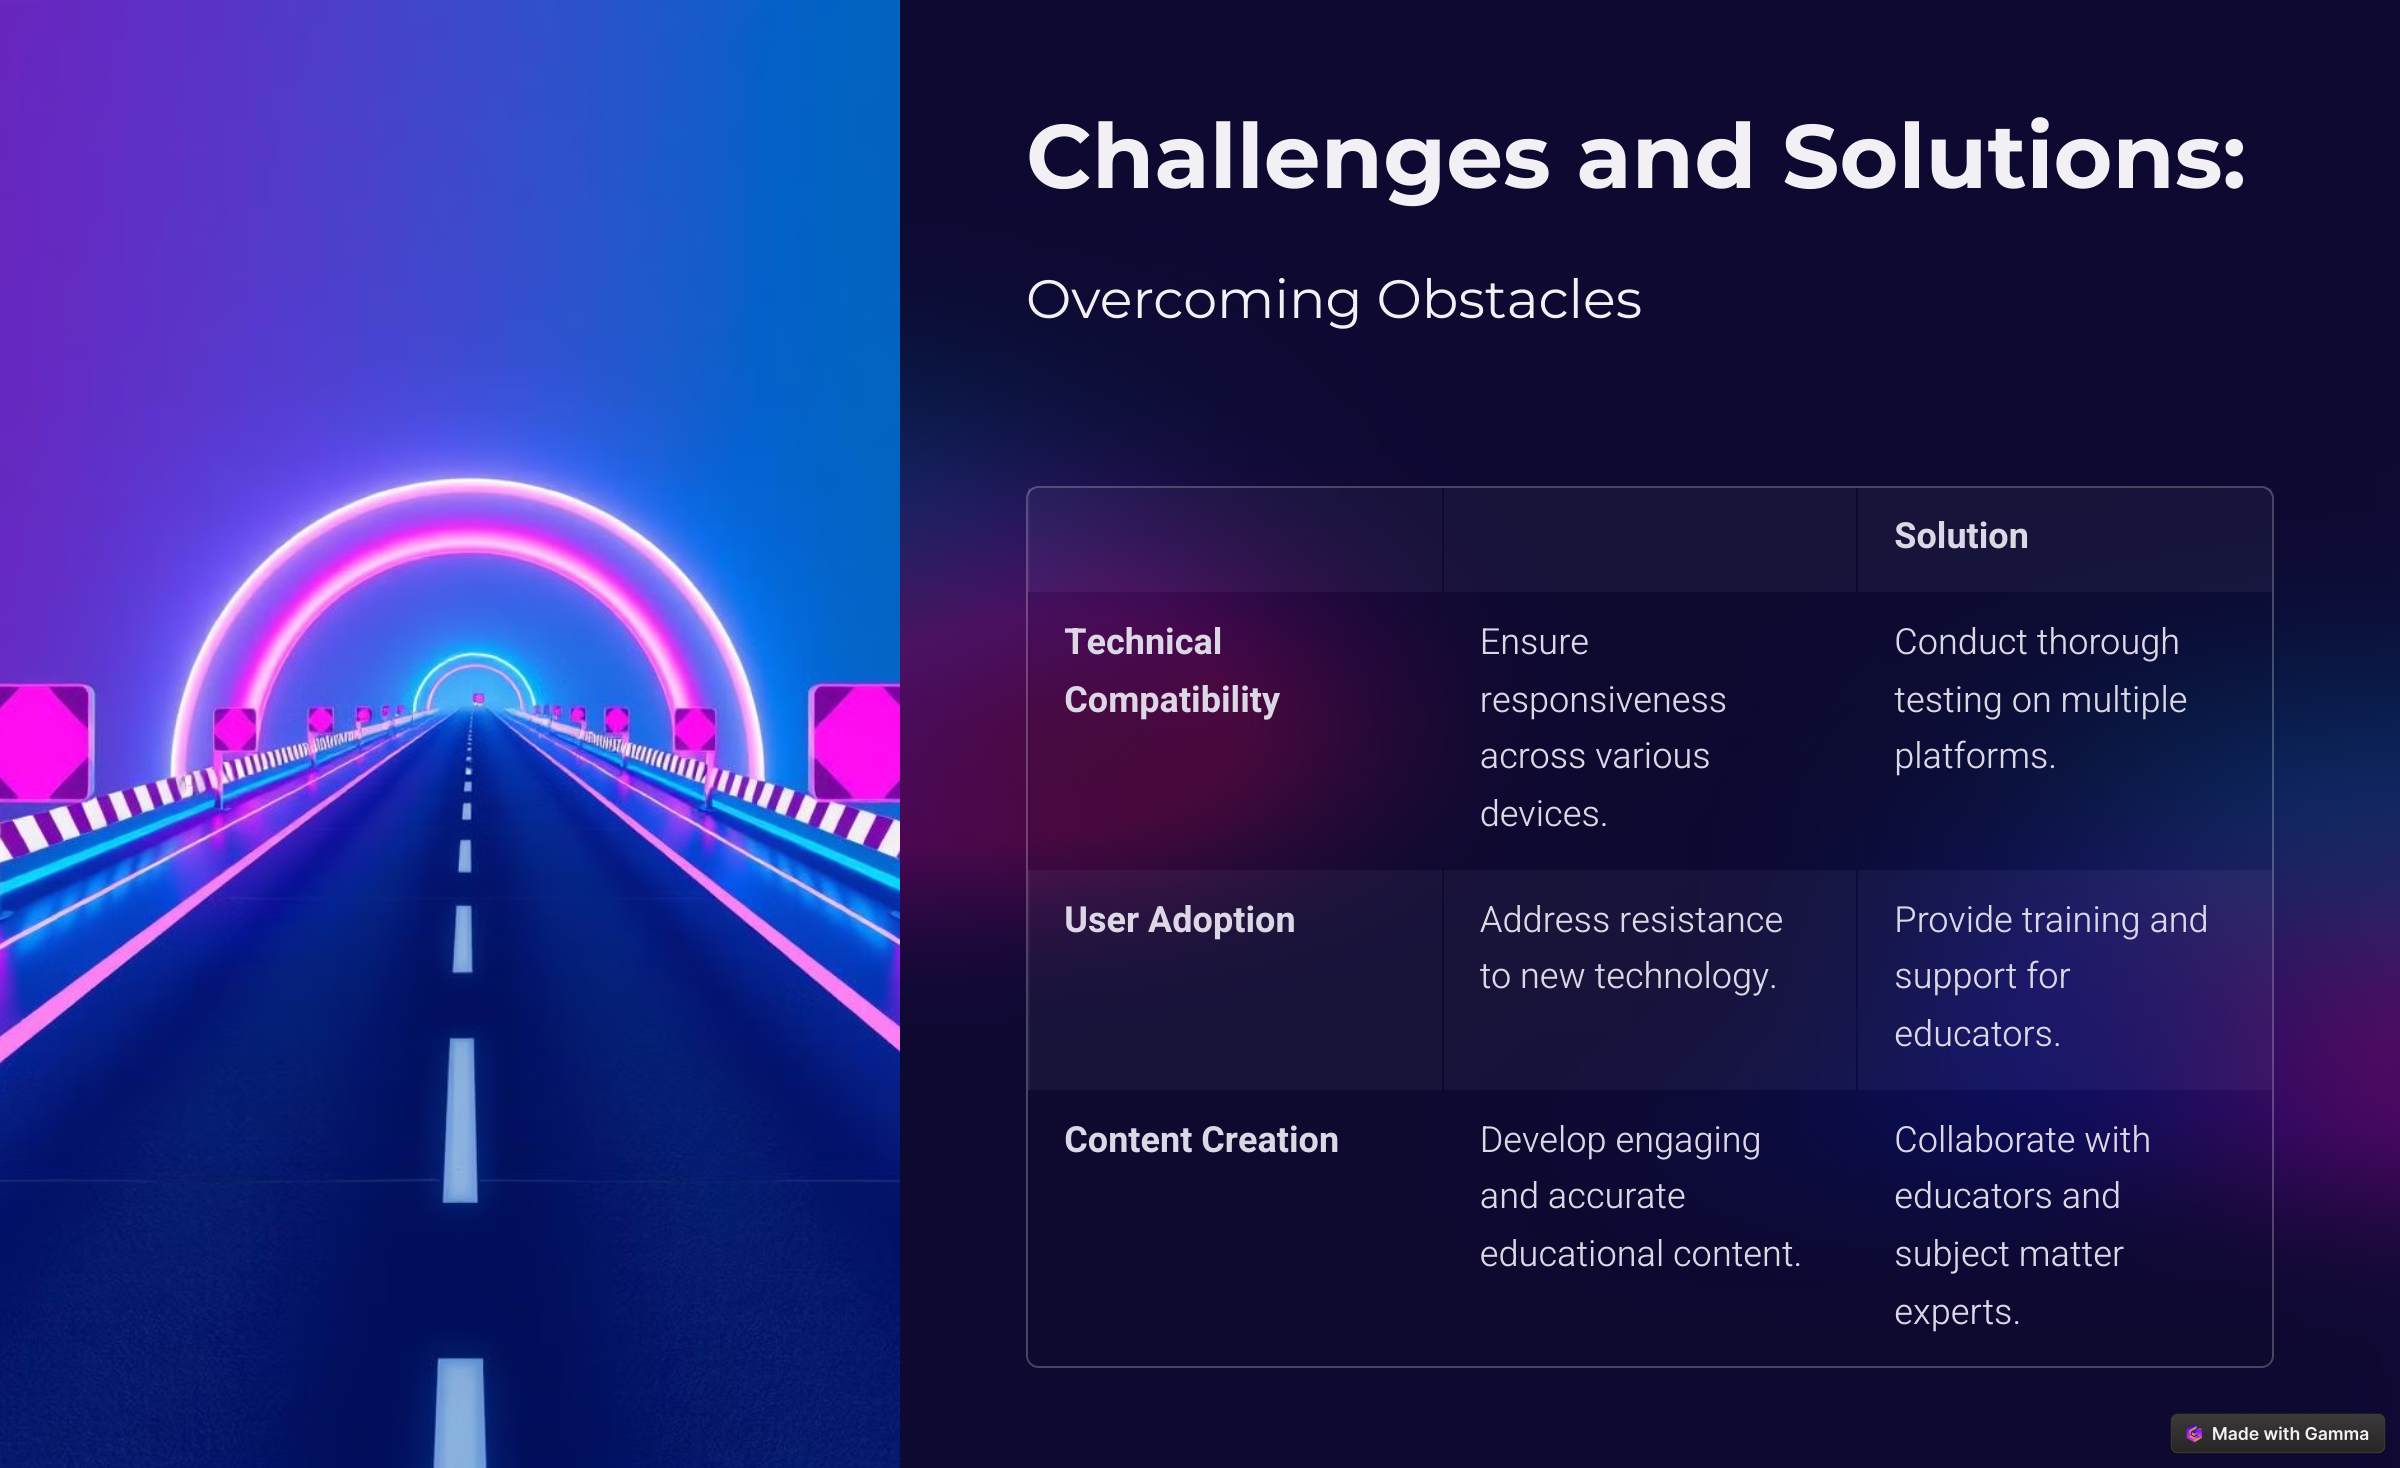 Challenges and Solutions:
Overcoming Obstacles
Solution
Technical
Compatibility
Ensure
responsiveness
across various
devices.
Conduct thorough
testing on multiple
platforms.
User Adoption
Address resistance
to new technology.
Provide training and
support for
educators.
Content Creation
Develop engaging
and accurate
educational content.
Collaborate with
educators and
subject matter
experts.
Made with Gamma